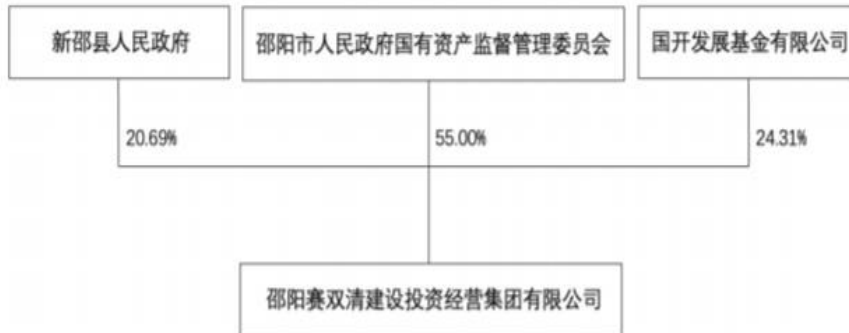 新邵县人民政府
邵阳市人民政府国有资产监督管理委员会
国开发展基金有限公司
20.69%
55.00%
24.31%
邵阳赛双清建设投资经营集团有限公司